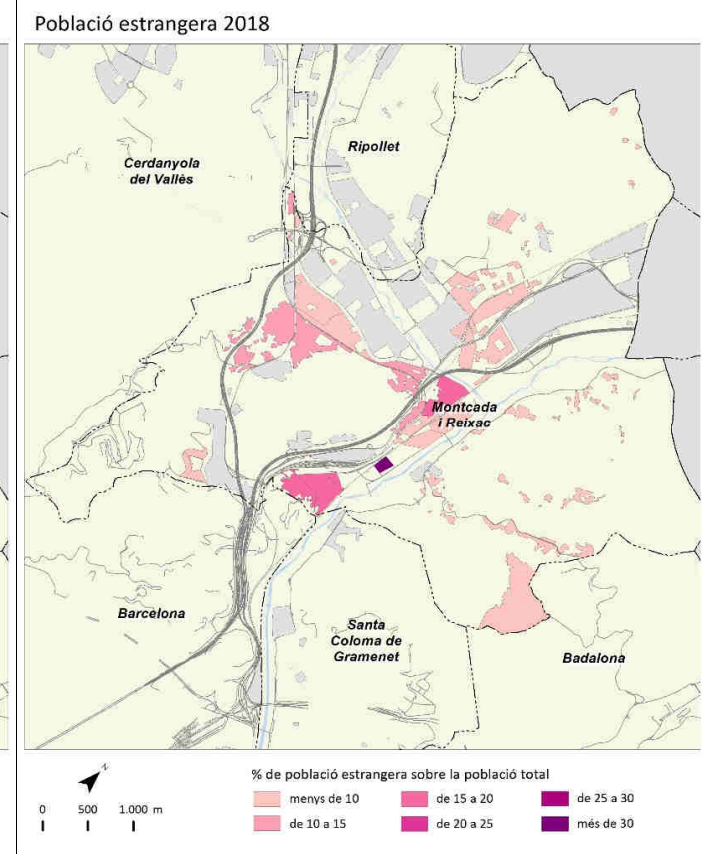 Població estrangera 2018
Ripollet
Cerdanyola
del Vallès
Montcada
i Reixac
Barcelona
Santa
Coloma de
Gramenet
Badalona
N
% de població estrangera sobre la població total
0 500 1.000 m
menys de 10
de 10 a 15
de 15 a 20
de 20 a 25
de 25 a 30
més de 30